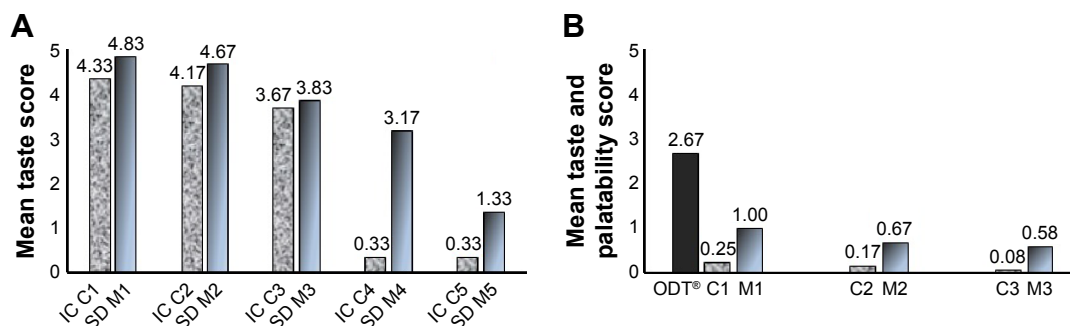 A
Mean taste score
5
4
3
2
1
0
4.33
4.83
4.17
4.67
3.67
3.83
0.33
3.17
0.33
1.33
IC C1
SD M1
IC C2
SD M2
IC C3
SD M3
IC C4
SD M4
IC C5
SD M5
B
Mean taste and
palatability score
5
4
3
2
1
0
2.67
0.25
1.00
0.17
0.67
0.08
0.58
ODT® C1 M1
C2 M2
C3 M3